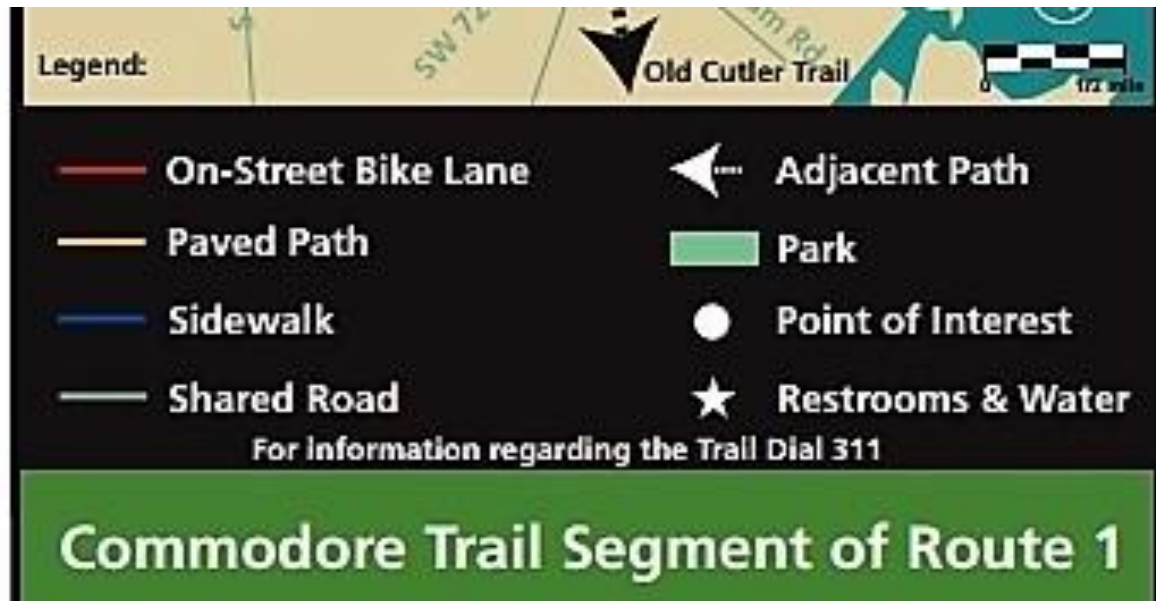 SW 72
Legend:
Old Cutler Trail
0 1/2 mile
On-Street Bike Lane
Adjacent Path
Paved Path
Park
Sidewalk
Point of Interest
Shared Road
Restrooms & Water
For information regarding the Trail Dial 311
Commodore Trail Segment of Route 1